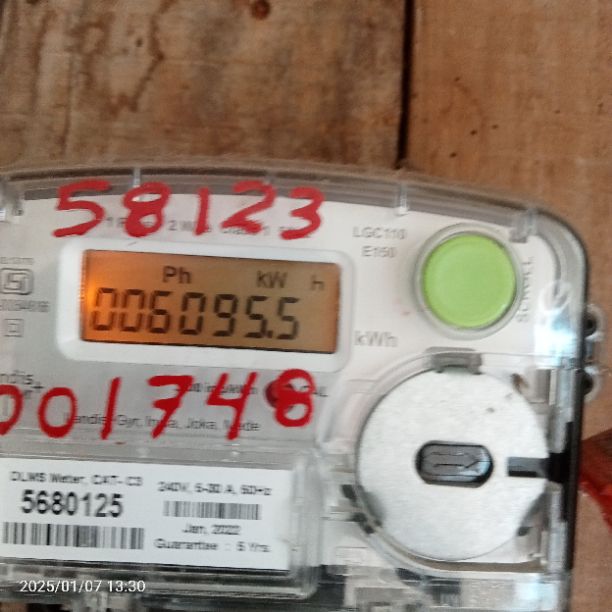 58123
LGC110
E150
Ph kW h
006095.5
kWh
SCROLL
001748
DLMS Meter, CAT- C3
5680125
240V, 5-30 A, 50Hz
Jan, 2022
Guarantee : 5 Yrs.
2025/01/07 13:30